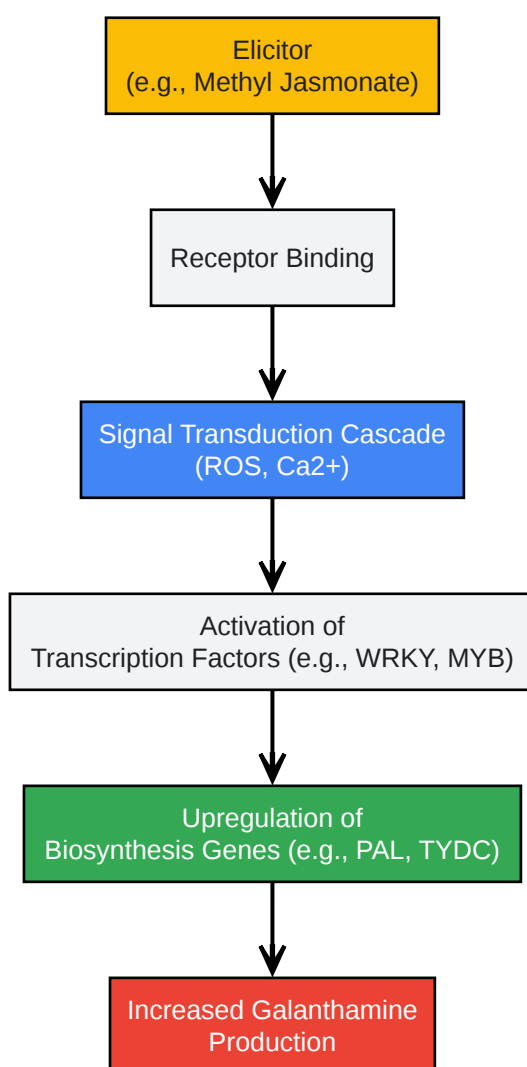 Elicitor
(e.g., Methyl Jasmonate)
Receptor Binding
Signal Transduction Cascade
(ROS, Ca2+)
Activation of
Transcription Factors (e.g., WRKY, MYB)
Upregulation of
Biosynthesis Genes (e.g., PAL, TYDC)
Increased Galanthamine
Production